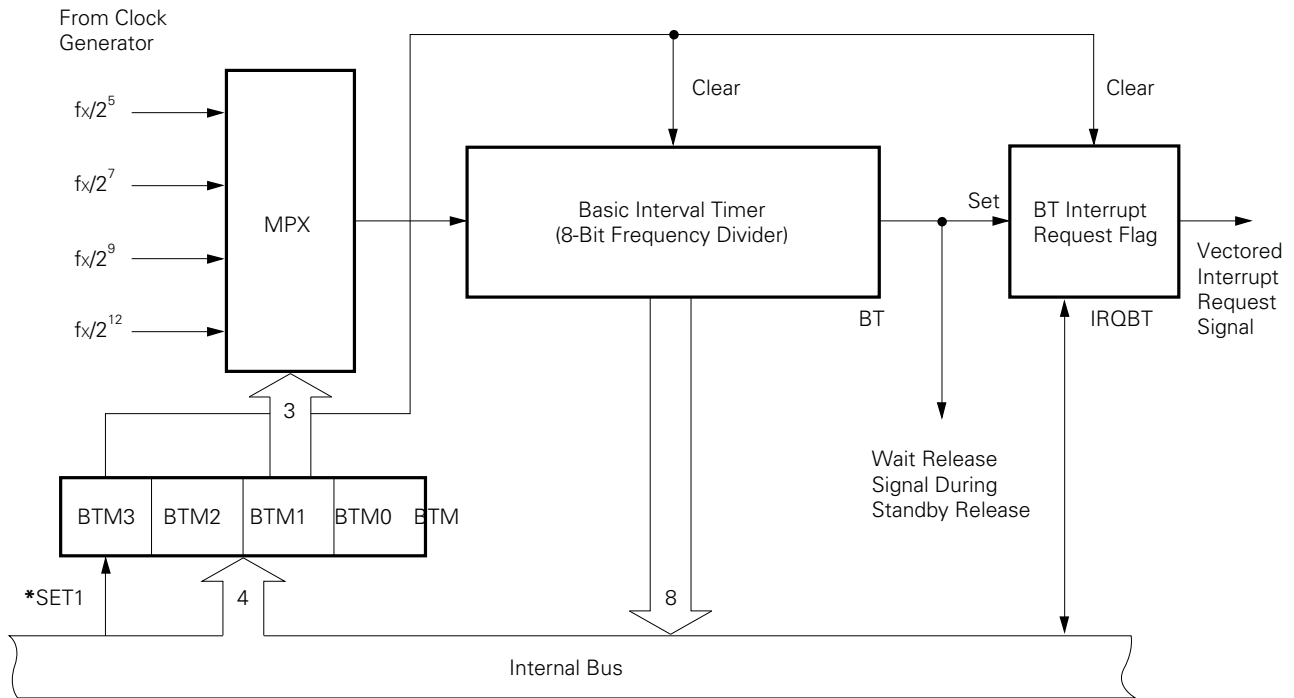 From Clock
Generator
fx/2^5
fx/2^7
fx/2^9
fx/2^12
MPX
3
Clear
Clear
Basic Interval Timer
(8-Bit Frequency Divider)
BT
Set
BT Interrupt
Request Flag
IRQBT
Vectored
Interrupt
Request
Signal
Wait Release
Signal During
Standby Release
BTM3 BTM2 BTM1 BTM0 BTM
*SET1
4
8
Internal Bus